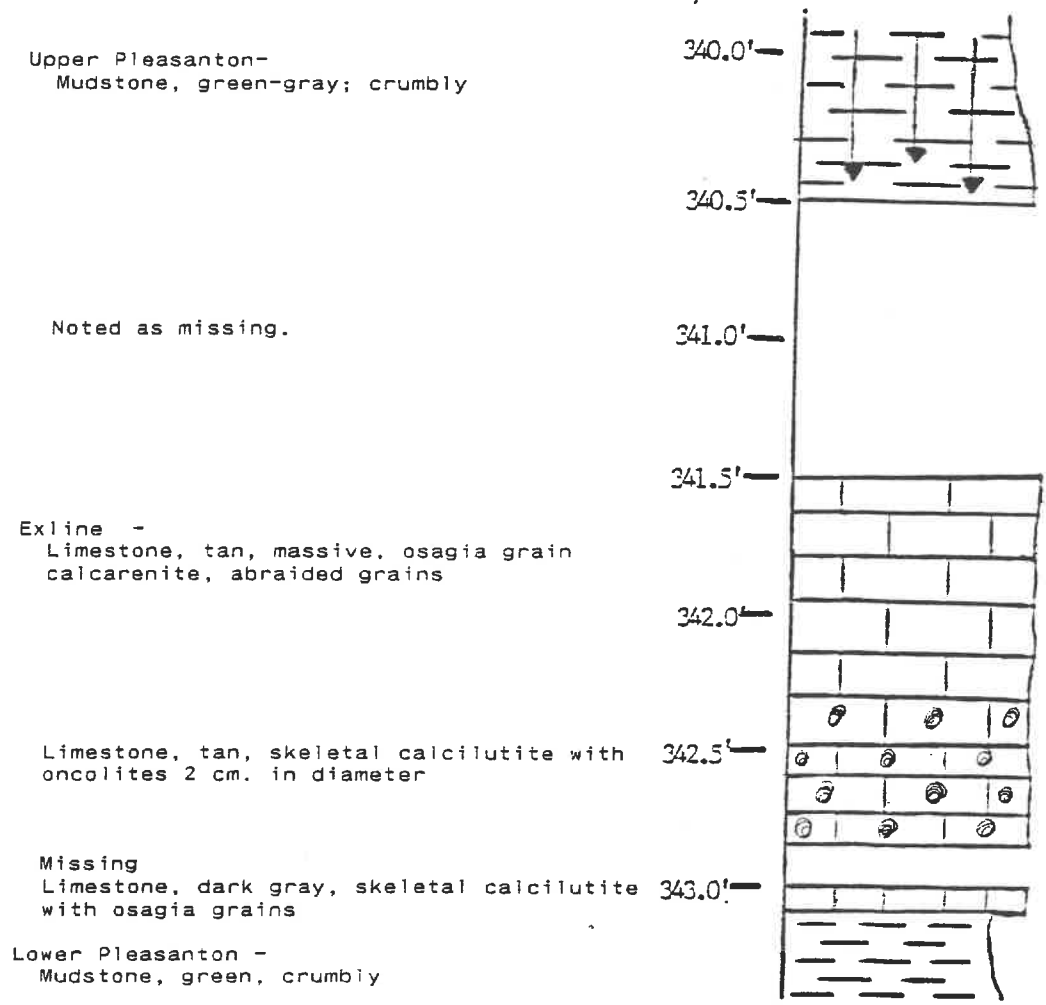 340.0'
Upper Pleasanton-
Mudstone, green-gray; crumbly
340.5'
Noted as missing.
341.0'
341.5'
Exline -
Limestone, tan, massive, osagia grain
calcarenite, abraided grains
342.0'
Limestone, tan, skeletal calcilutite with
342.5'
oncolites 2 cm. in diameter
Missing
Limestone, dark gray, skeletal calcilutite
343.0'
with osagia grains
Lower Pleasanton -
Mudstone, green, crumbly